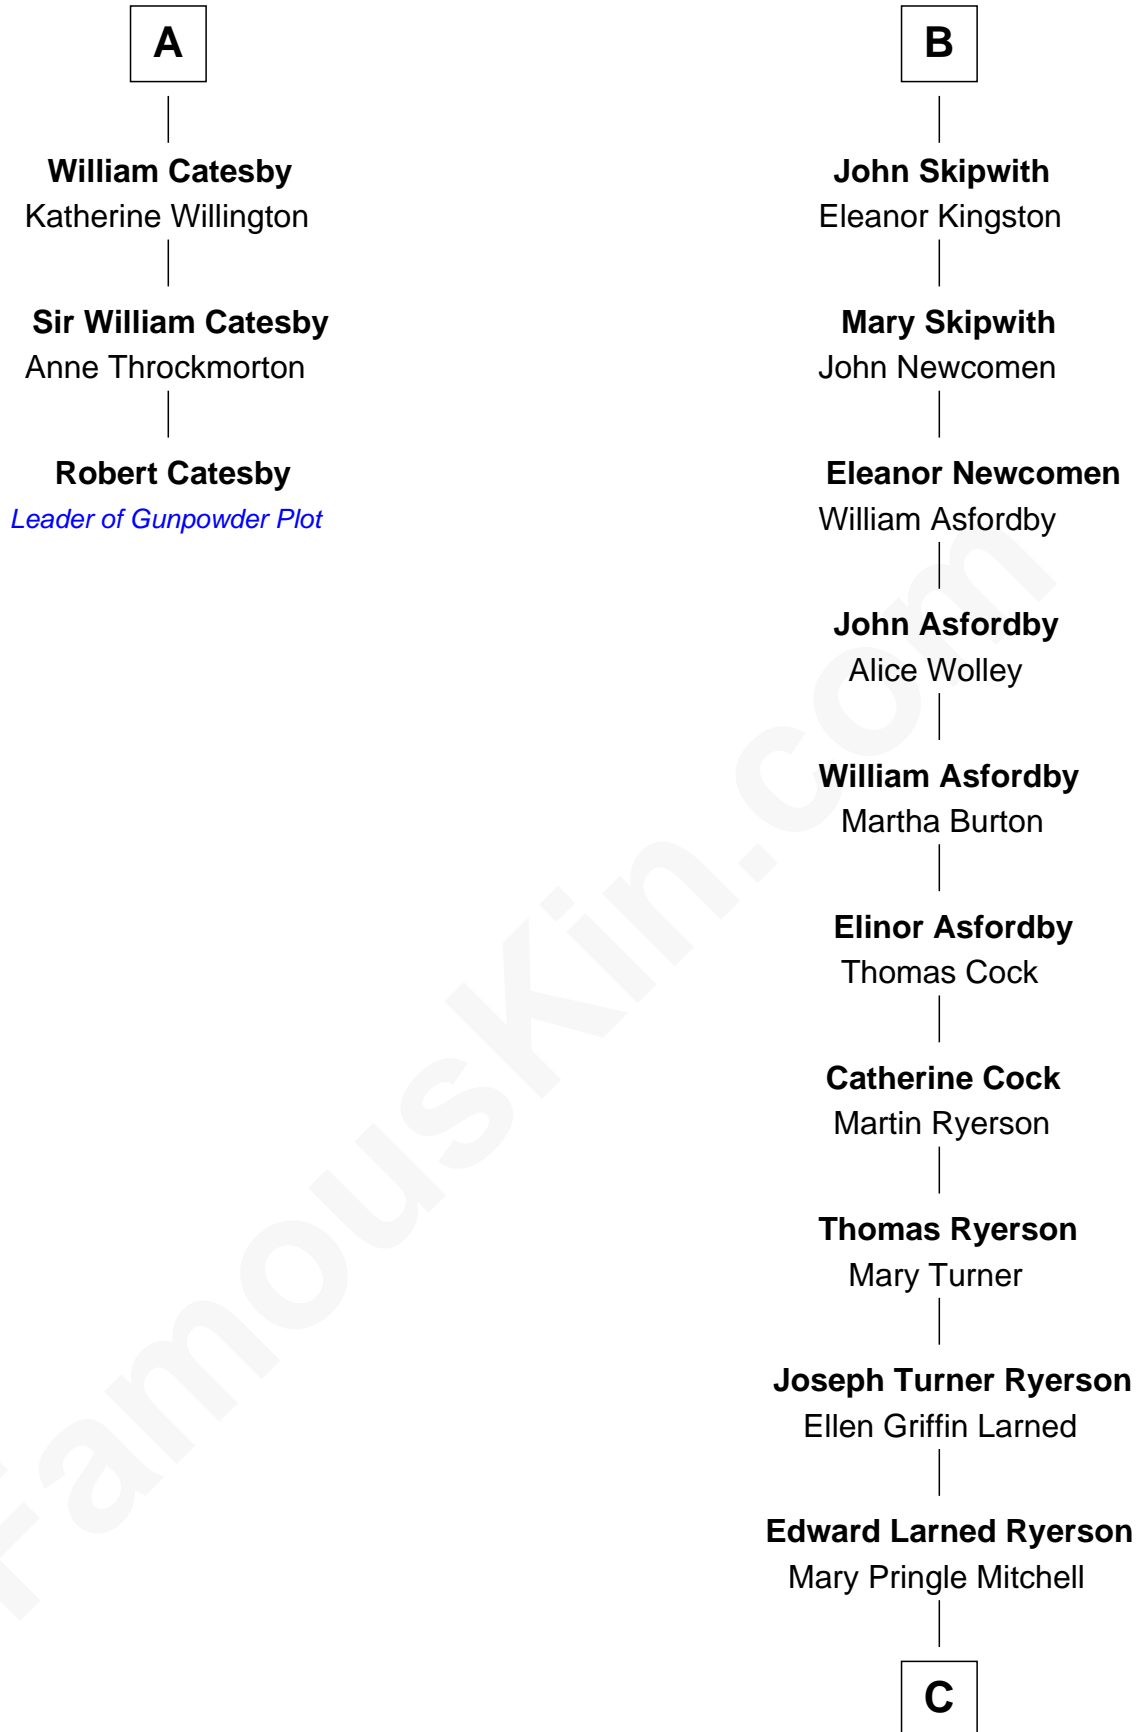 A
William Catesby
Katherine Willington
Sir William Catesby
Anne Throckmorton
Robert Catesby
Leader of Gunpowder Plot
B
John Skipwith
Eleanor Kingston
Mary Skipwith
John Newcomen
Eleanor Newcomen
William Asfordby
John Asfordby
Alice Wolley
William Asfordby
Martha Burton
Elinor Asfordby
Thomas Cock
Catherine Cock
Martin Ryerson
Thomas Ryerson
Mary Turner
Joseph Turner Ryerson
Ellen Griffin Larned
Edward Larned Ryerson
Mary Pringle Mitchell
C
FamousKin.com